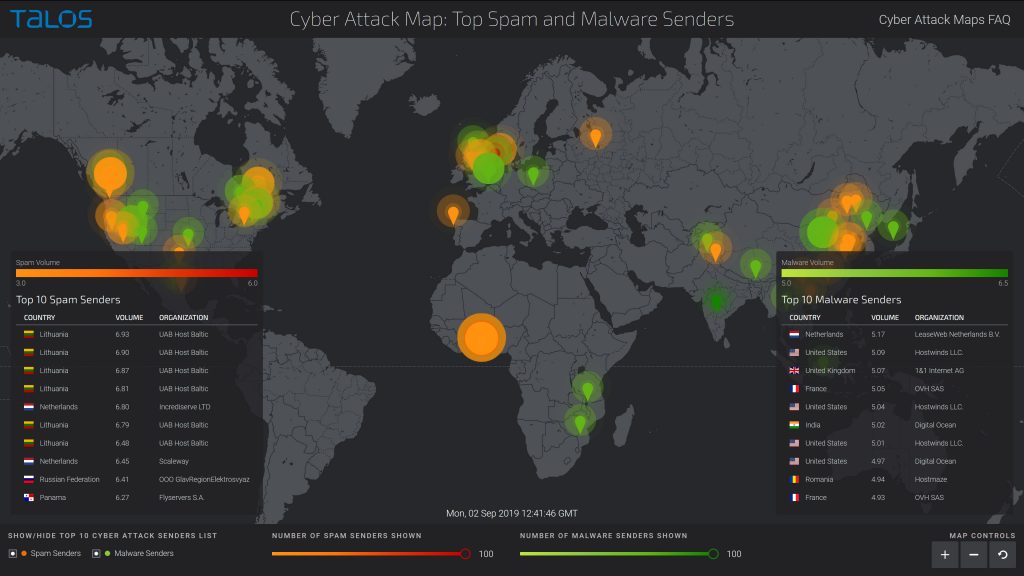 TALOS
Cyber Attack Map: Top Spam and Malware Senders
Cyber Attack Maps FAQ
Spam Volume
3.0 6.0
Top 10 Spam Senders
COUNTRY VOLUME ORGANIZATION
Lithuania 6.93 UAB Host Baltic
Lithuania 6.90 UAB Host Baltic
Lithuania 6.87 UAB Host Baltic
Lithuania 6.81 UAB Host Baltic
Netherlands 6.80 Incrediserve LTD
Lithuania 6.79 UAB Host Baltic
Lithuania 6.48 UAB Host Baltic
Netherlands 6.45 Scaleway
Russian Federation 6.41 OOO GlavRegionElektrosvyaz
Panama 6.27 Flyservers S.A.
Malware Volume
5.0 6.5
Top 10 Malware Senders
COUNTRY VOLUME ORGANIZATION
Netherlands 5.17 LeaseWeb Netherlands B.V.
United States 5.09 Hostwinds LLC.
United Kingdom 5.07 1&1 Internet AG
France 5.05 OVH SAS
United States 5.04 Hostwinds LLC.
India 5.02 Digital Ocean
United States 5.01 Hostwinds LLC.
United States 4.97 Digital Ocean
Romania 4.94 Hostmaze
France 4.93 OVH SAS
Mon, 02 Sep 2019 12:41:46 GMT
SHOW/HIDE TOP 10 CYBER ATTACK SENDERS LIST
Spam Senders Malware Senders
NUMBER OF SPAM SENDERS SHOWN
100
NUMBER OF MALWARE SENDERS SHOWN
100
MAP CONTROLS